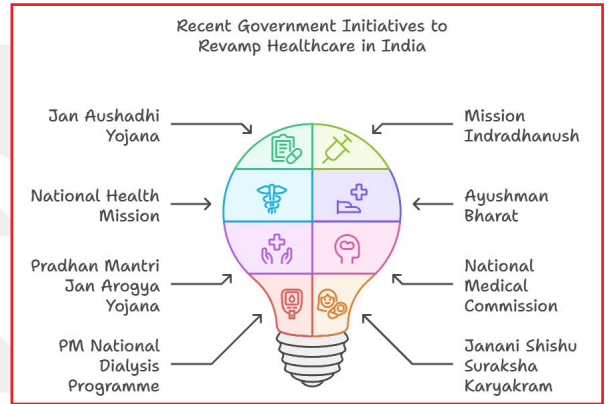 Recent Government Initiatives to
Revamp Healthcare in India
Jan Aushadhi
Yojana
Mission
Indradhanush
National Health
Mission
Ayushman
Bharat
Pradhan Mantri
Jan Arogya
Yojana
National
Medical
Commission
PM National
Dialysis
Programme
Janani Shishu
Suraksha
Karyakram